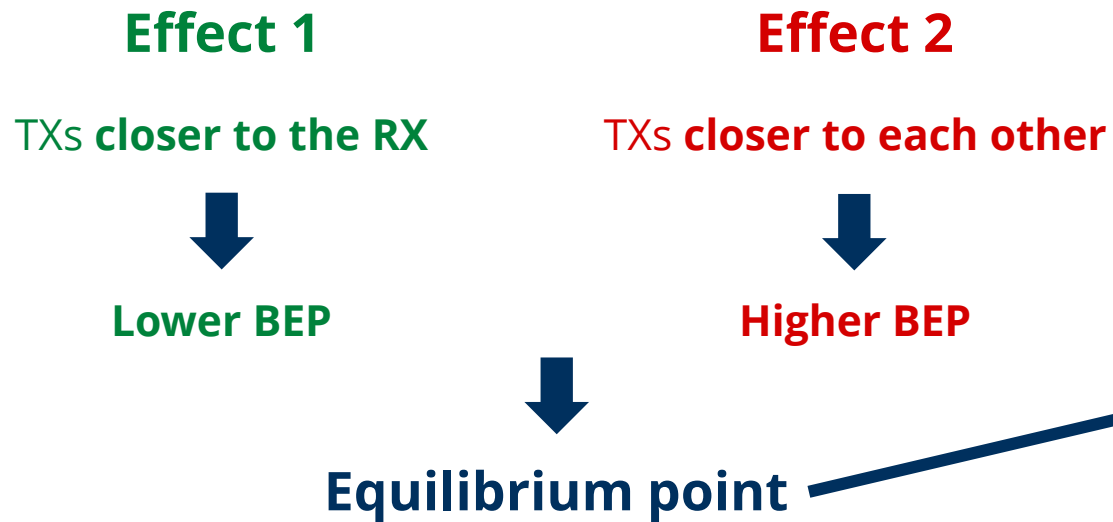 Effect 1
Effect 2
TXs closer to the RX
TXs closer to each other
Lower BEP
Higher BEP
Equilibrium point